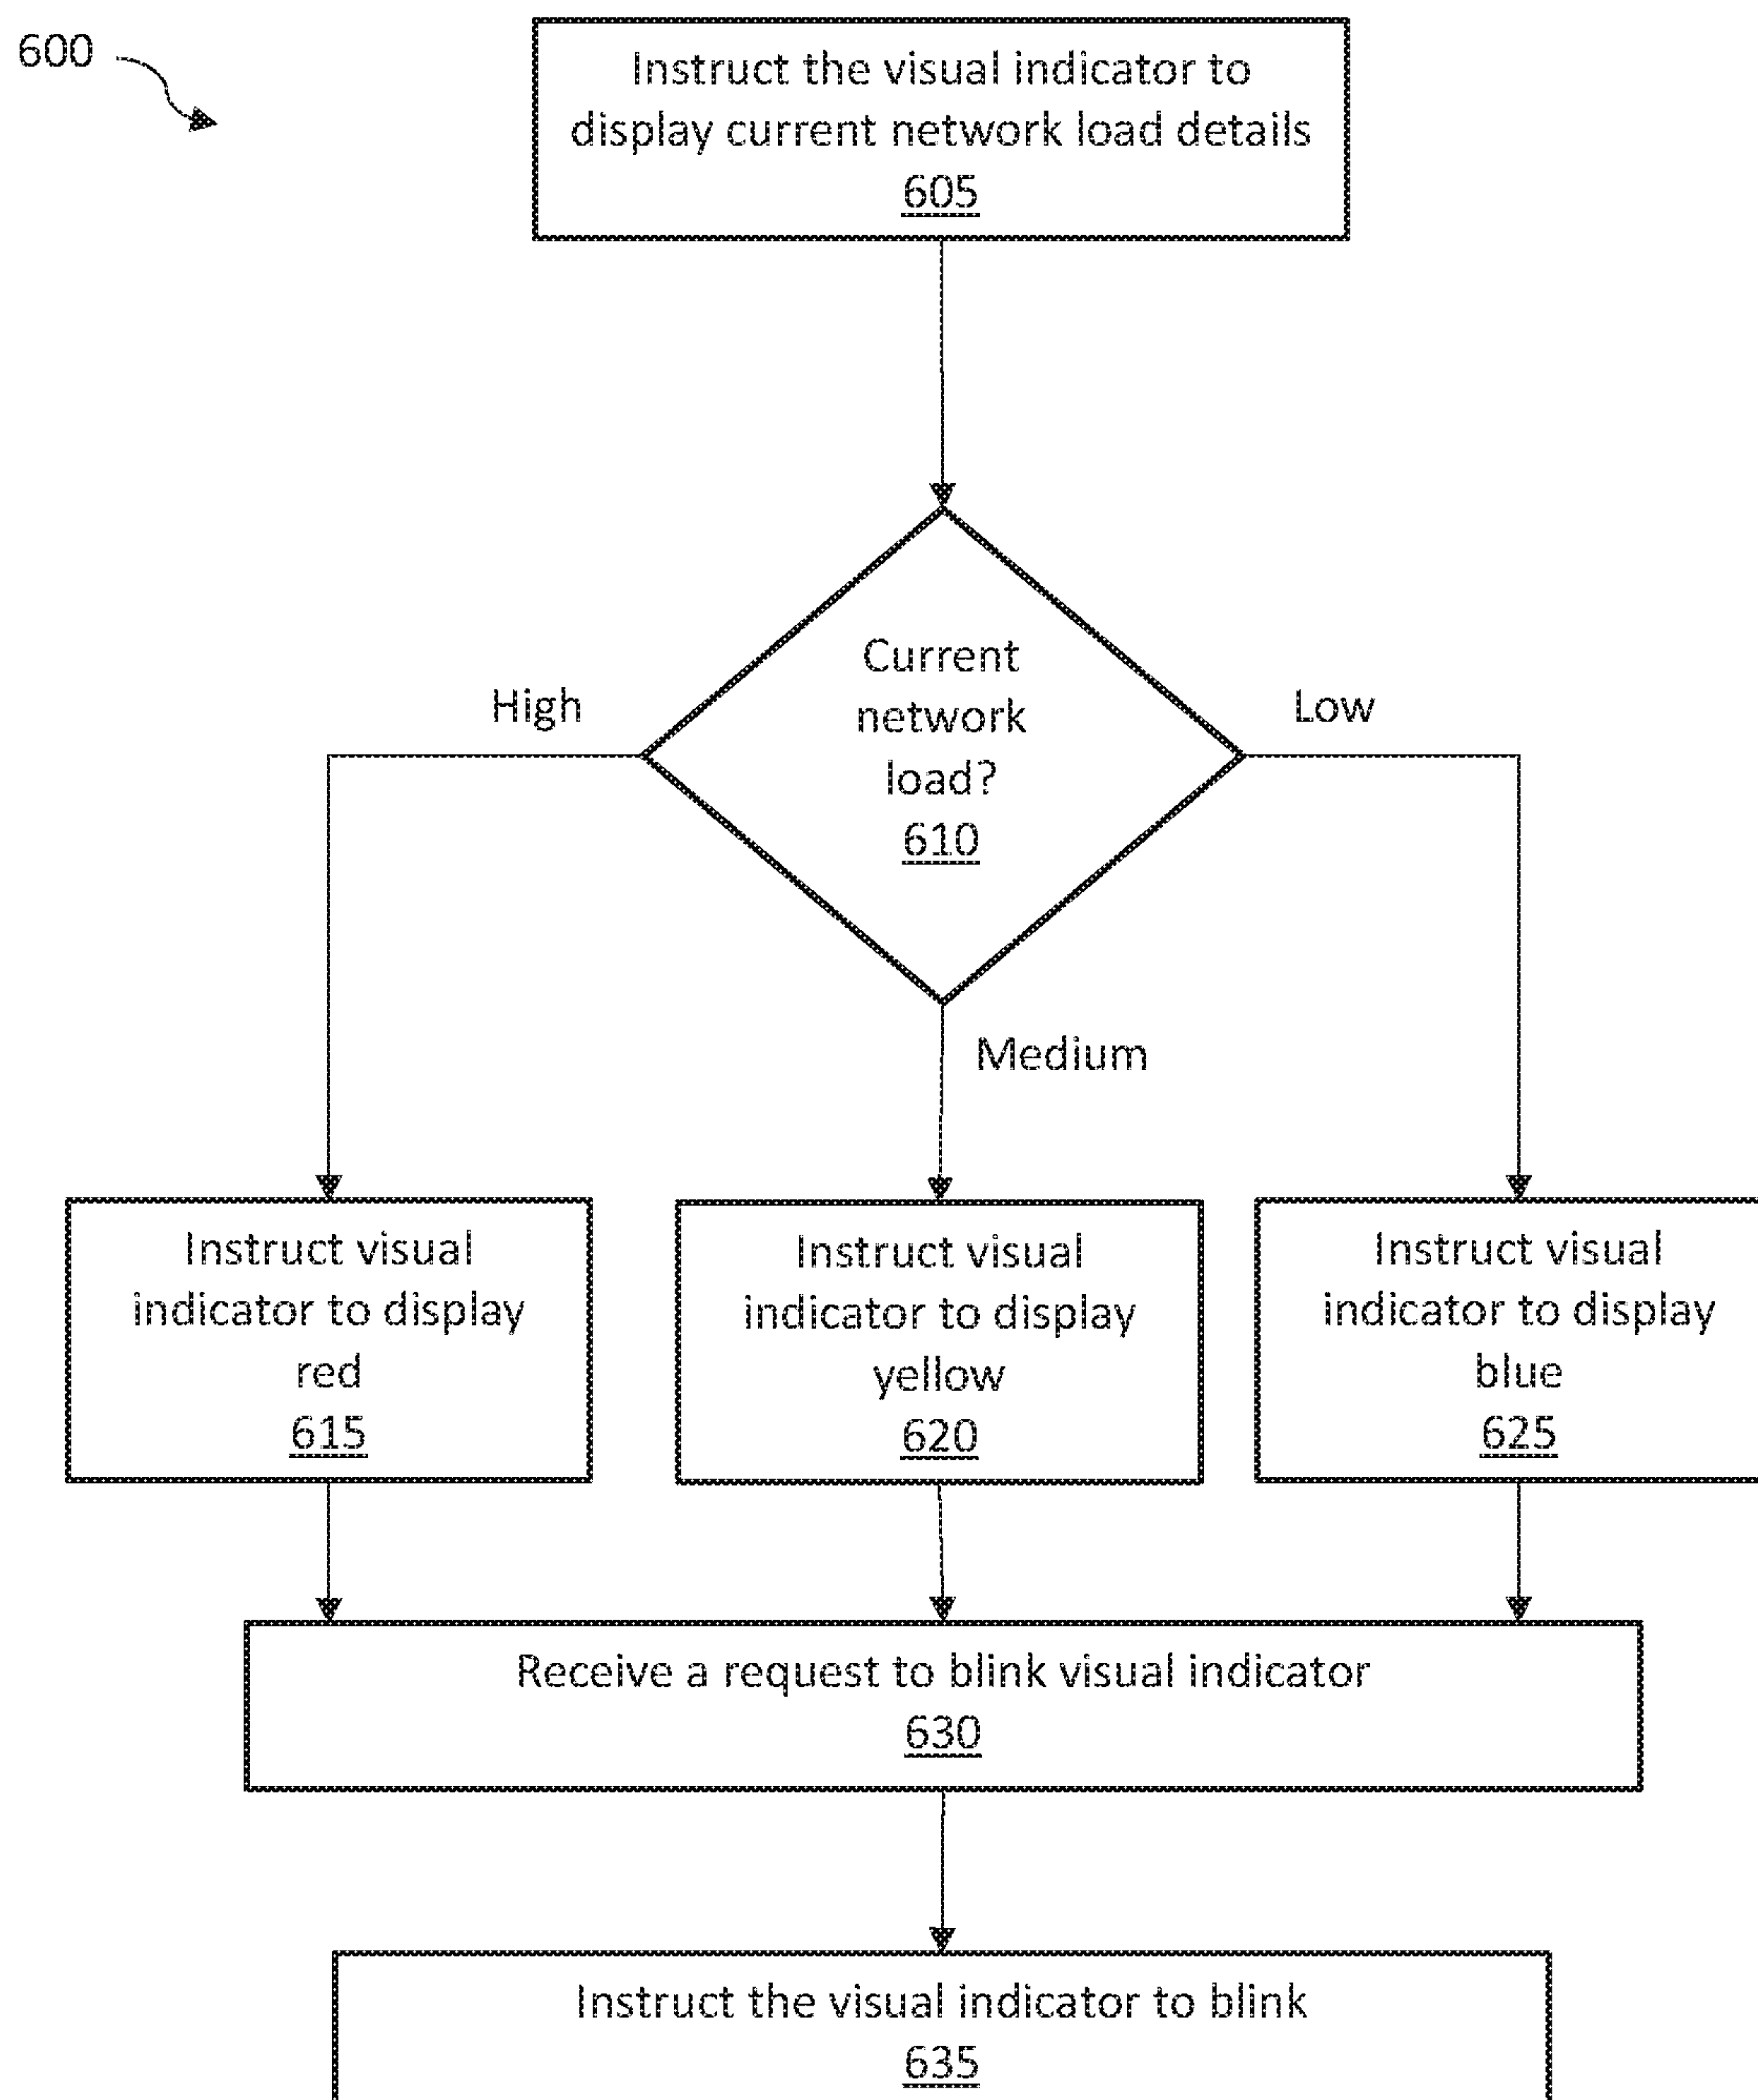 600
Instruct the visual indicator to
display current network load details
605
Current
network
load?
610
High
Low
Medium
Instruct visual
indicator to display
red
615
Instruct visual
indicator to display
yellow
620
Instruct visual
indicator to display
blue
625
Receive a request to blink visual indicator
630
Instruct the visual indicator to blink
635